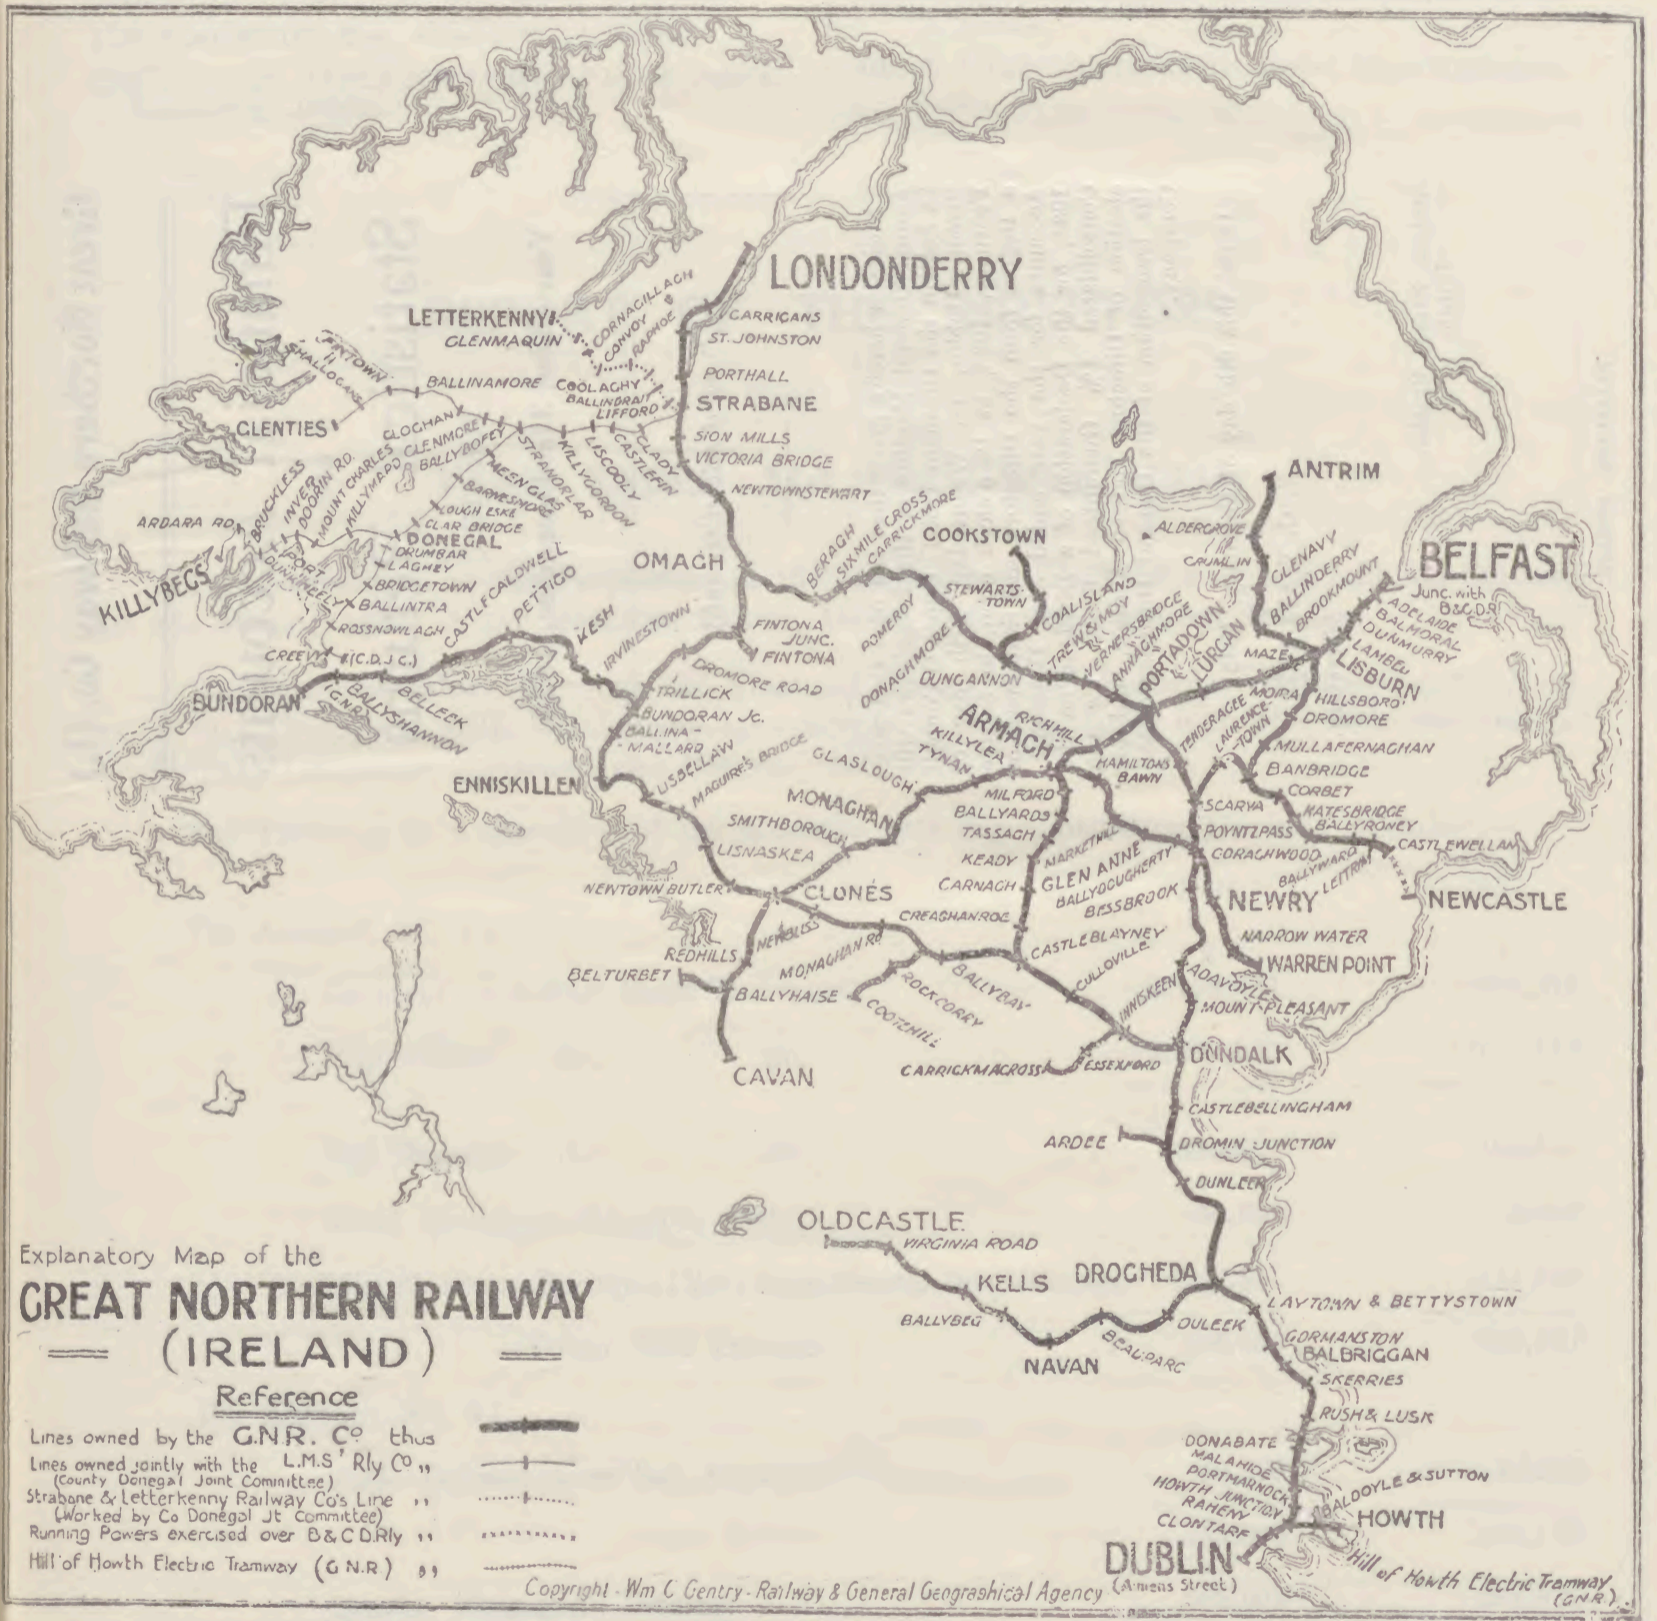 LONDONDERRY
CARRIGANS
ST. JOHNSTON
PORTHALL
STRABANE
SION MILLS
VICTORIA BRIDGE
NEWTOWNSTEWART
LETTERKENNY
GLENMAQUIN
CORNAGILLAGH
CONVOY
RAPHOE
COOLAGHY
BALLINDRAIT
LIFFORD
FINTOWN
SHALLOGANS
BALLINAMORE
GLENTIES
CLOGHAN
GLENMORE
BALLYBOFEY
STRANORLAR
KILLYGORDON
LISCOOLY
CASTLEFIN
CLADY
MEENGLAS
BARNESMORE
LOUGH ESKE
CLAR BRIDGE
DONEGAL
DRUMBAR
LAGHEY
BRIDGETOWN
BALLINTRA
ROSSNOWLAGH
CREEVY
(C.D.J C.)
KILLYMARD
MOUNT CHARLES
DOORIN RD.
INVER
BRUCKLESS
PORT
DUNKINEELY
ARDARA RD.
KILLYBEGS
BUNDORAN
BALLYSHANNON
(G.N.R.)
BELLEEK
CASTLECALDWELL
PETTIGO
KESH
IRVINESTOWN
OMAGH
FINTONA
JUNC.
FINTONA
DROMORE ROAD
TRILLICK
BUNDORAN Jc.
BALLINA-
-MALLARD
ENNISKILLEN
LISBELLAW
MAGUIRE'S BRIDGE
LISNASKEA
NEWTOWN BUTLER
CLONES
SMITHBOROUGH
MONAGHAN
GLASLOUGH
TYNAN
KILLYLEA
ARMAGH
RICHHILL
BERAGH
SIXMILE CROSS
CARRICKMORE
POMEROY
DONAGHMORE
DUNGANNON
COOKSTOWN
STEWARTS-
TOWN
COALISLAND
TREW & MOY
VERNERSBRIDGE
ANNAGHMORE
PORTADOWN
LURGAN
ANTRIM
ALDERGROVE
CRUMLIN
GLENAVY
BALLINDERRY
BROOKMOUNT
BELFAST
Junc. with
B&C.D.R
ADELAIDE
BALMORAL
DUNMURRY
LAMBEG
LISBURN
MAZE
MOIRA
HILLSBORO'
DROMORE
MULLAFERNAGHAN
BANBRIDGE
CORBET
KATESBRIDGE
BALLYRONEY
CASTLEWELLAN
NEWCASTLE
BALLYWARD
LEITRIM
TENDERAGEE
LAURENCE-
-TOWN
SCARVA
POYNTZPASS
GORAGHWOOD
HAMILTONS
BAWN
MILFORD
BALLYARDS
TASSAGH
KEADY
CARNAGH
MARKETHILL
GLEN ANNE
BALLYDOUGHERTY
BESSBROOK
NEWRY
NARROW WATER
WARREN POINT
CREAGHANROE
CASTLEBLAYNEY
CULLOVILLE
INNISKEEN
ADAVOYLE
MOUNT-PLEASANT
DUNDALK
REDHILLS
NEWBLISS
MONAGHAN RD
BELTURBET
BALLYHAISE
ROCKCORRY
COOTEHILL
BALLYBAY
CAVAN
CARRICKMACROSS
ESSEXFORD
CASTLEBELLINGHAM
ARDEE
DROMIN JUNCTION
DUNLEER
OLDCASTLE
VIRGINIA ROAD
KELLS
BALLYBEG
NAVAN
BEAUPARC
DULEEK
DROGHEDA
LAYTOWN & BETTYSTOWN
GORMANSTON
BALBRIGGAN
SKERRIES
RUSH & LUSK
DONABATE
MALAHIDE
PORTMARNOCK
HOWTH JUNCTION
RAHENY
CLONTARF
BALDOYLE & SUTTON
HOWTH
DUBLIN
(Amiens Street)
Hill of Howth Electric Tramway
(G.N.R.)
Explanatory Map of the
GREAT NORTHERN RAILWAY
(IRELAND)
Reference
Lines owned by the G.N.R. Co. thus
Lines owned jointly with the L.M.S' Rly Co ,,
(County Donegal Joint Committee)
Strabane & Letterkenny Railway Co's Line ,,
(Worked by Co Donegal Jt Committee)
Running Powers exercised over B & C D.Rly ,,
Hill of Howth Electric Tramway (G N.R) ,,
Copyright - Wm C Gentry - Railway & General Geographical Agency